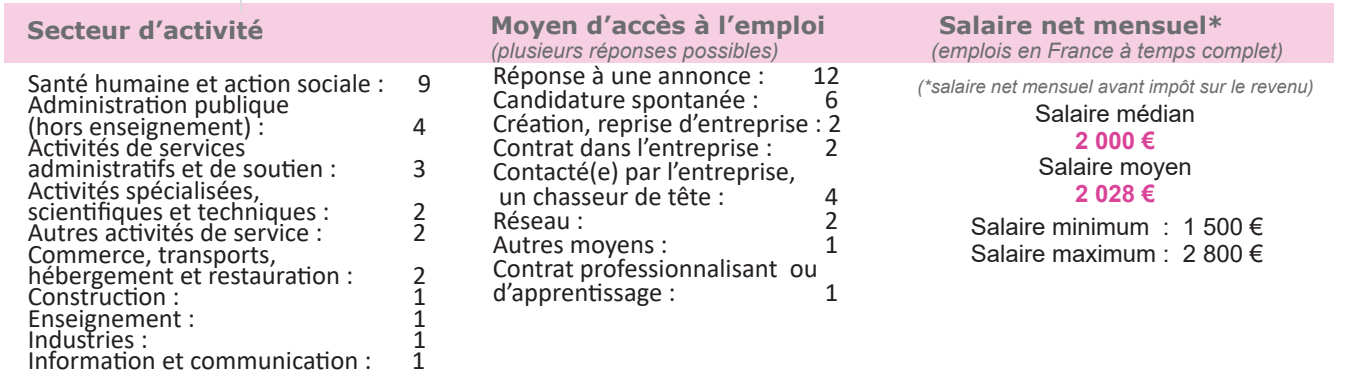 Secteur d’activité
Santé humaine et action sociale : 9
Administration publique
(hors enseignement) : 4
Activités de services
administratifs et de soutien : 3
Activités spécialisées,
scientifiques et techniques : 2
Autres activités de service : 2
Commerce, transports,
hébergement et restauration : 2
Construction : 1
Enseignement : 1
Industries : 1
Information et communication : 1
Moyen d’accès à l’emploi
(plusieurs réponses possibles)
Réponse à une annonce : 12
Candidature spontanée : 6
Création, reprise d’entreprise : 2
Contrat dans l’entreprise : 2
Contacté(e) par l’entreprise,
un chasseur de tête : 4
Réseau : 2
Autres moyens : 1
Contrat professionnalisant ou
d’apprentissage : 1
Salaire net mensuel*
(emplois en France à temps complet)
(*salaire net mensuel avant impôt sur le revenu)
Salaire médian
2 000 €
Salaire moyen
2 028 €
Salaire minimum : 1 500 €
Salaire maximum : 2 800 €